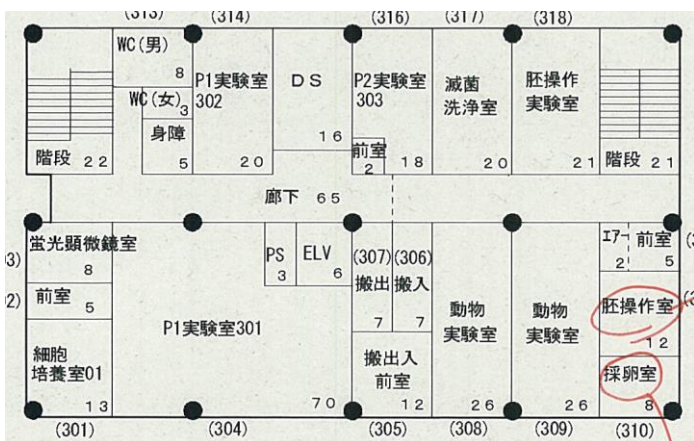 (313)
(314)
(316)
(317)
(318)
WC(男)
8
WC(女)
3
身障
5
P1実験室
302
20
DS
16
P2実験室
303
前室
2
18
滅菌
洗浄室
20
胚操作
実験室
21
階段 22
階段 21
廊下 65
蛍光顕微鏡室
8
前室
5
細胞
培養室01
13
P1実験室301
70
PS
3
ELV
6
(307)
搬出
7
(306)
搬入
7
搬出入
前室
12
動物
実験室
26
動物
実験室
26
エアー
2
前室
5
胚操作室
12
採卵室
8
(301)
(304)
(305)
(308)
(309)
(310)